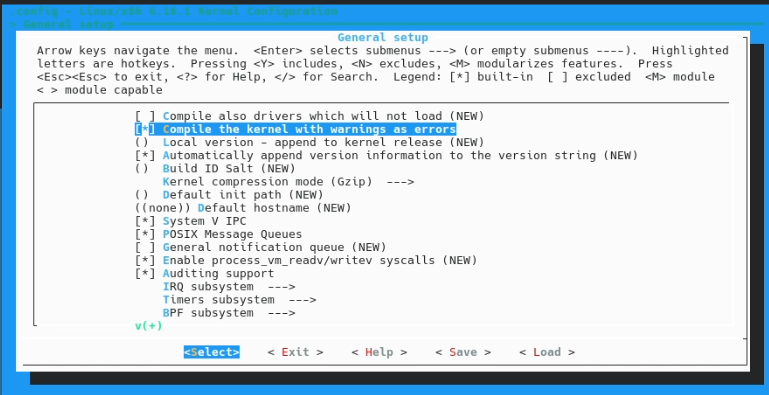 .config - Linux/x86 6.16.1 Kernel Configuration
> General setup
General setup
Arrow keys navigate the menu.  <Enter> selects submenus ---> (or empty submenus ----).  Highlighted
letters are hotkeys.  Pressing <Y> includes, <N> excludes, <M> modularizes features.  Press
<Esc><Esc> to exit, <?> for Help, </> for Search.  Legend: [*] built-in  [ ] excluded  <M> module
< > module capable
[ ] Compile also drivers which will not load (NEW)
[*] Compile the kernel with warnings as errors
() Local version - append to kernel release (NEW)
[*] Automatically append version information to the version string (NEW)
() Build ID Salt (NEW)
Kernel compression mode (Gzip)  --->
() Default init path (NEW)
((none)) Default hostname (NEW)
[*] System V IPC
[*] POSIX Message Queues
[ ] General notification queue (NEW)
[*] Enable process_vm_readv/writev syscalls (NEW)
[*] Auditing support
IRQ subsystem  --->
Timers subsystem  --->
BPF subsystem  --->
v(+)
<Select>    < Exit >    < Help >    < Save >    < Load >